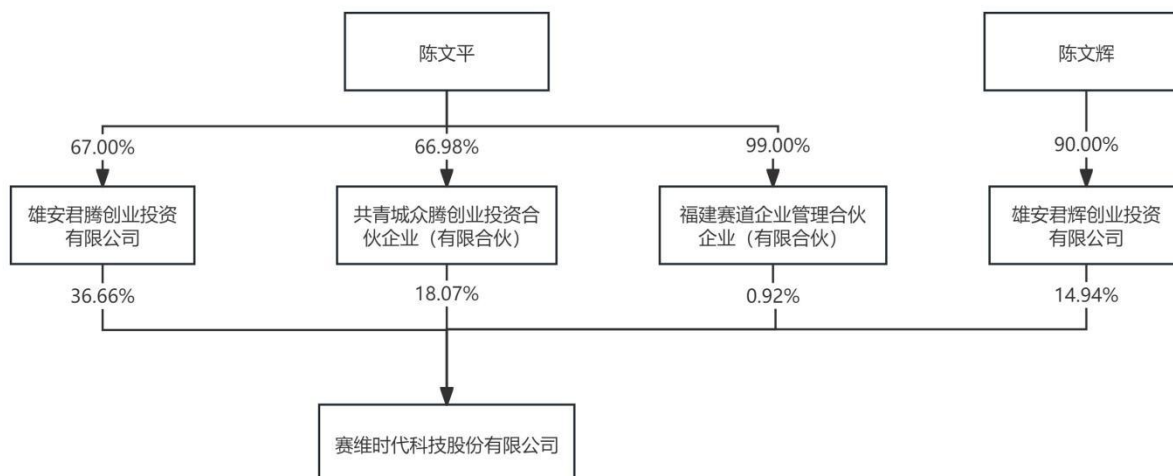 陈文平
陈文辉
67.00%
66.98%
99.00%
90.00%
雄安君腾创业投资
有限公司
共青城众腾创业投资合
伙企业（有限合伙）
福建赛道企业管理合伙
企业（有限合伙）
雄安君辉创业投资
有限公司
36.66%
18.07%
0.92%
14.94%
赛维时代科技股份有限公司